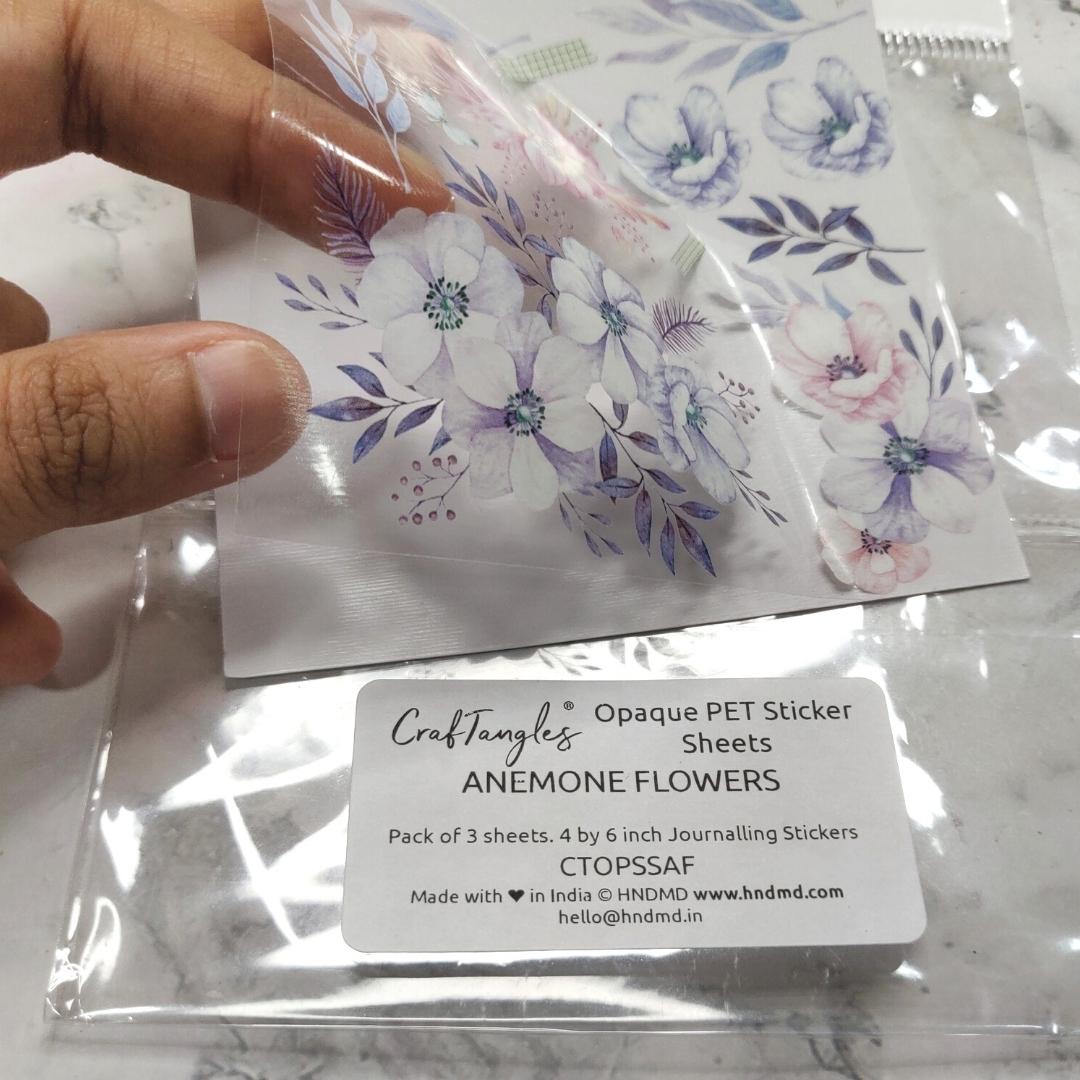 CrafTangles® Opaque PET Sticker
Sheets
ANEMONE FLOWERS
Pack of 3 sheets. 4 by 6 inch Journalling Stickers
CTOPSSAF
Made with ❤ in India © HNDMD www.hndmd.com
hello@hndmd.in